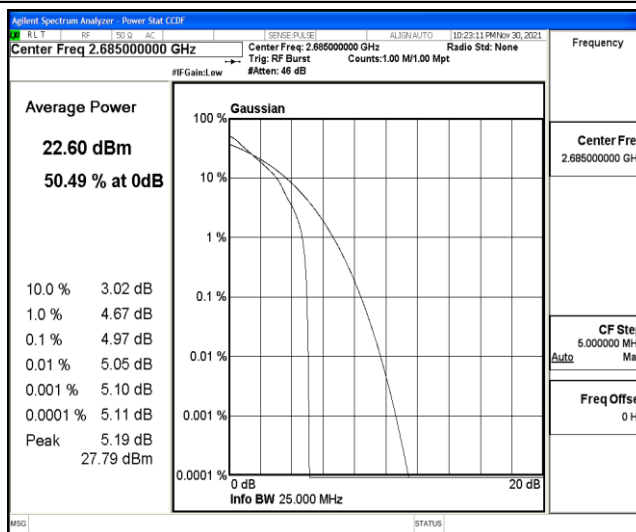 Agilent Spectrum Analyzer - Power Stat CCDF
LXI RLT RF 50 Ω AC SENSE:PULSE ALIGNAUTO 10:23:11 PM Nov 30, 2021
Center Freq 2.685000000 GHz
Center Freq: 2.685000000 GHz Radio Std: None
Trig: RF Burst Counts:1.00 M/1.00 Mpt
#IFGain:Low #Atten: 46 dB
Frequency
Average Power
22.60 dBm
50.49 % at 0dB
10.0 % 3.02 dB
1.0 % 4.67 dB
0.1 % 4.97 dB
0.01 % 5.05 dB
0.001 % 5.10 dB
0.0001 % 5.11 dB
Peak 5.19 dB
27.79 dBm
Gaussian
100 %
10 %
1 %
0.1 %
0.01 %
0.001 %
0.0001 %
0 dB 20 dB
Info BW 25.000 MHz
Center Fre
2.685000000 GH
CF Ste
5.000000 MH
Auto Ma
Freq Offse
0 H
MSG STATUS